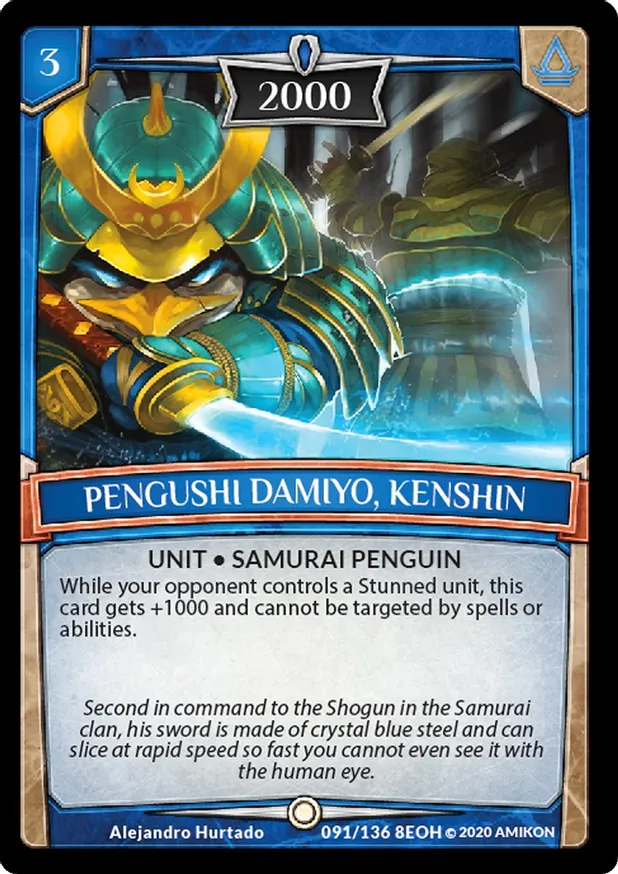 3
2000
PENGUSHI DAMIYO, KENSHIN
UNIT • SAMURAI PENGUIN
While your opponent controls a Stunned unit, this
card gets +1000 and cannot be targeted by spells or
abilities.
Second in command to the Shogun in the Samurai
clan, his sword is made of crystal blue steel and can
slice at rapid speed so fast you cannot even see it with
the human eye.
Alejandro Hurtado 091/136 8EOH © 2020 AMIKON